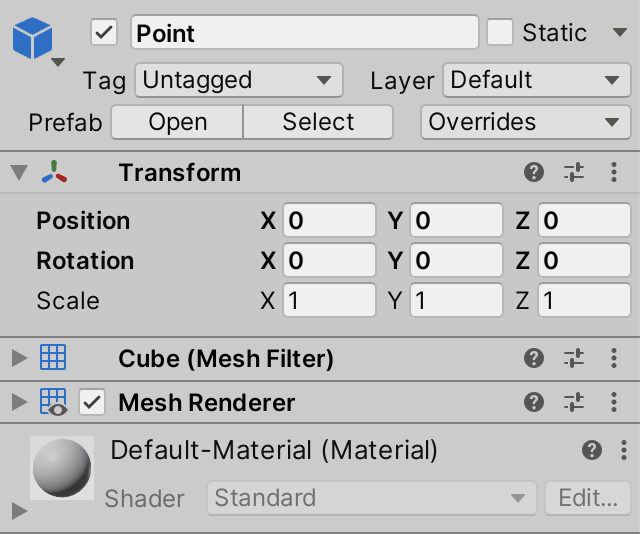 Point Static
Tag Untagged Layer Default
Prefab Open Select Overrides
Transform
Position X 0 Y 0 Z 0
Rotation X 0 Y 0 Z 0
Scale X 1 Y 1 Z 1
Cube (Mesh Filter)
Mesh Renderer
Default-Material (Material)
Shader Standard Edit...